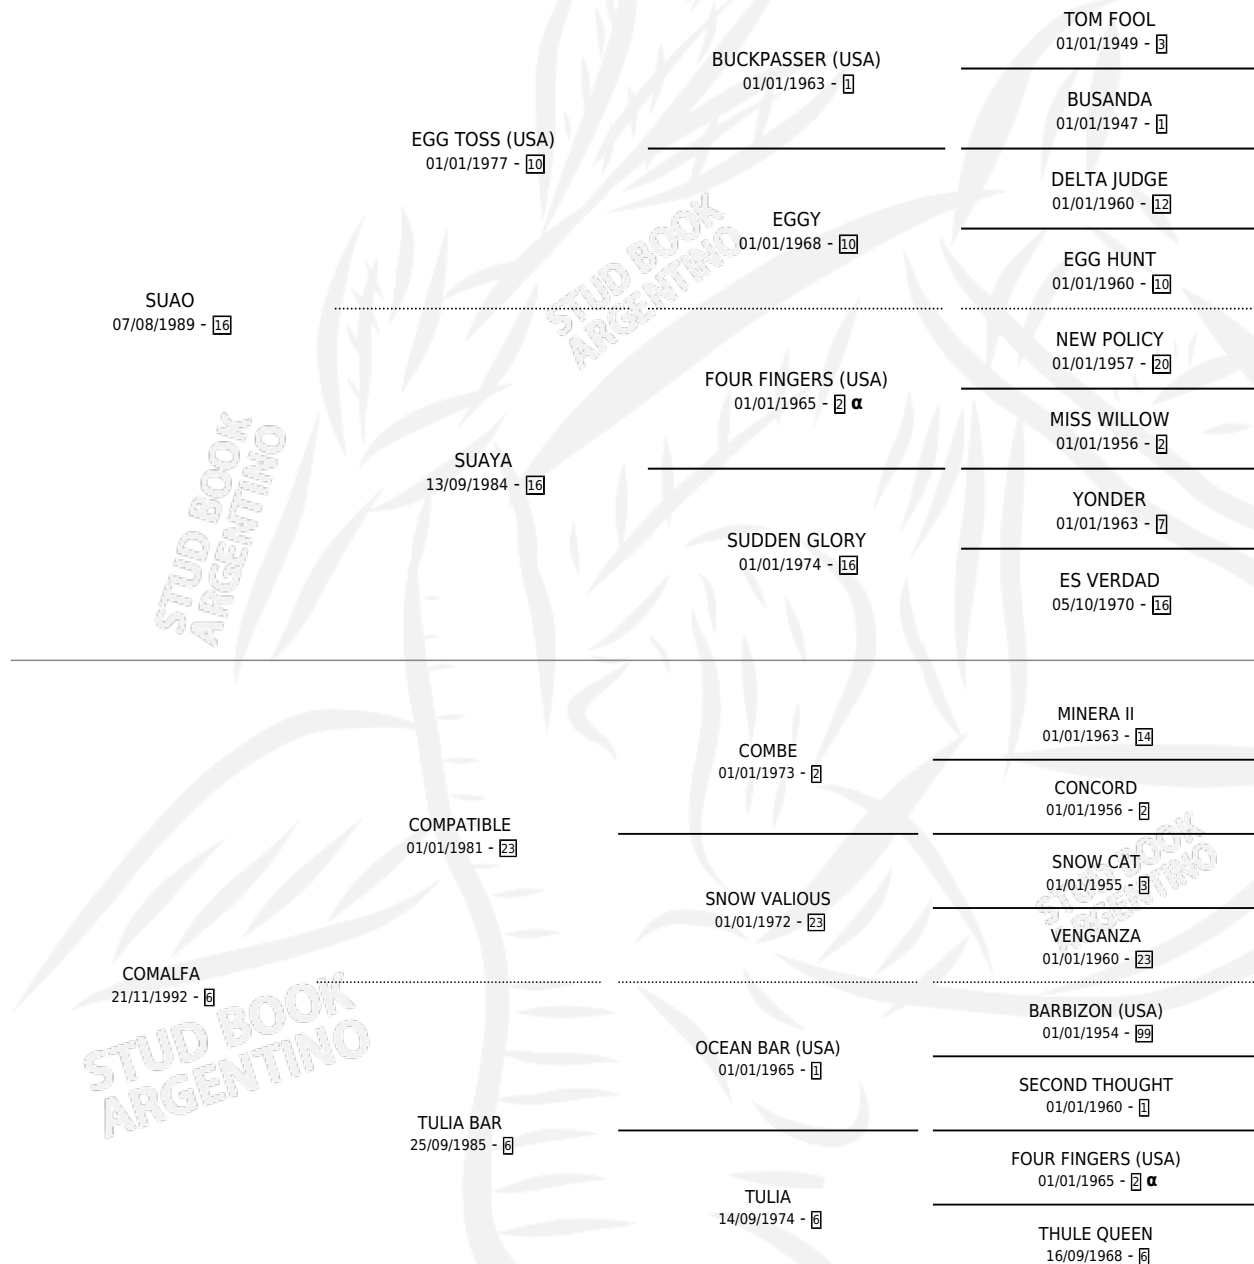 TOM FOOL
01/01/1949 - 3
BUCKPASSER (USA)
01/01/1963 - 1
BUSANDA
01/01/1947 - 1
EGG TOSS (USA)
01/01/1977 - 10
DELTA JUDGE
01/01/1960 - 12
EGGY
01/01/1968 - 10
EGG HUNT
01/01/1960 - 10
SUAO
07/08/1989 - 16
NEW POLICY
01/01/1957 - 20
FOUR FINGERS (USA)
01/01/1965 - 2 α
MISS WILLOW
01/01/1956 - 2
SUAYA
13/09/1984 - 16
YONDER
01/01/1963 - 7
SUDDEN GLORY
01/01/1974 - 16
ES VERDAD
05/10/1970 - 16
MINERA II
01/01/1963 - 14
COMBE
01/01/1973 - 2
CONCORD
01/01/1956 - 2
COMPATIBLE
01/01/1981 - 23
SNOW CAT
01/01/1955 - 3
SNOW VALIOUS
01/01/1972 - 23
VENGANZA
01/01/1960 - 23
COMALFA
21/11/1992 - 6
BARBIZON (USA)
01/01/1954 - 99
OCEAN BAR (USA)
01/01/1965 - 1
SECOND THOUGHT
01/01/1960 - 1
TULIA BAR
25/09/1985 - 6
FOUR FINGERS (USA)
01/01/1965 - 2 α
TULIA
14/09/1974 - 6
THULE QUEEN
16/09/1968 - 6
STUD BOOK
ARGENTINO
STUD BOOK
ARGENTINO
STUD BOOK
ARGENTINO
STUD BOOK
ARGENTINO